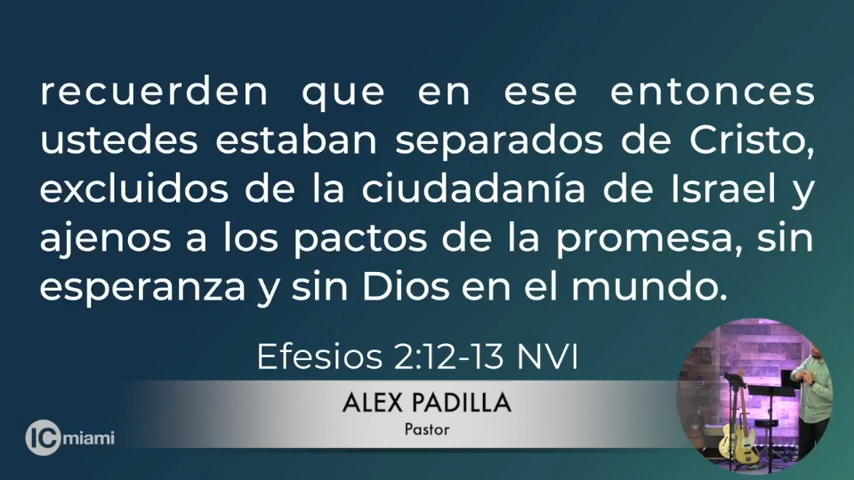 recuerden que en ese entonces
ustedes estaban separados de Cristo,
excluidos de la ciudadanía de Israel y
ajenos a los pactos de la promesa, sin
esperanza y sin Dios en el mundo.
Efesios 2:12-13 NVI
ALEX PADILLA
Pastor
IC miami